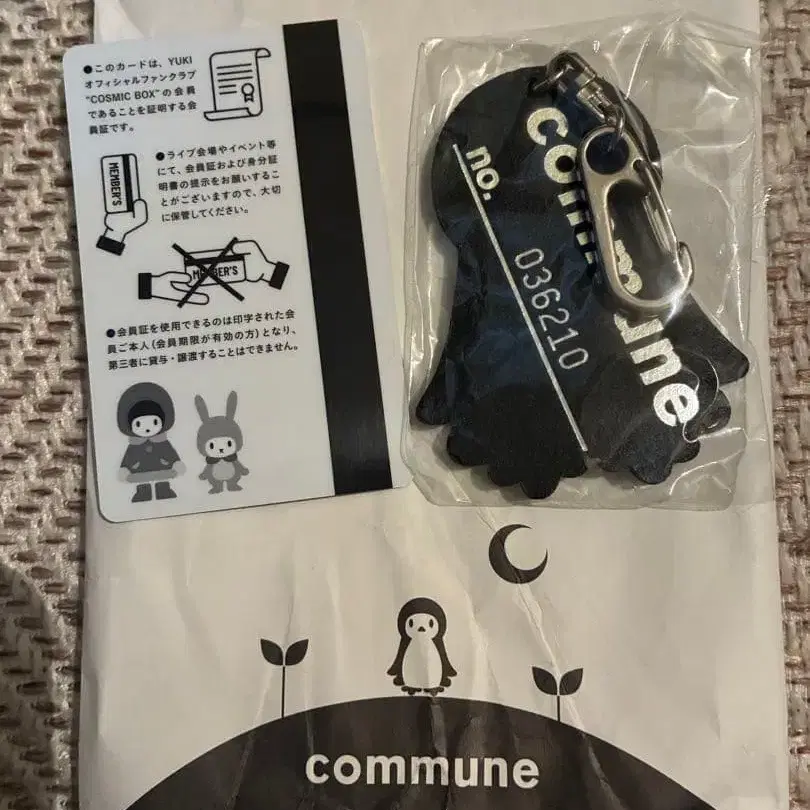 ●このカードは、YUKI
オフィシャルファンクラブ
"COSMIC BOX"の会員
であることを証明する会
員証です。
MEMBER'S
●ライブ会場やイベント等
にて、会員証および身分証
明書の提示をお願いするこ
とがございますので、大切
に保管してください。
MEMBER'S
●会員証を使用できるのは印字された会
員ご本人(会員期限が有効の方)となり、
第三者に貸与・譲渡することはできません。
commune
no.
036210
commune